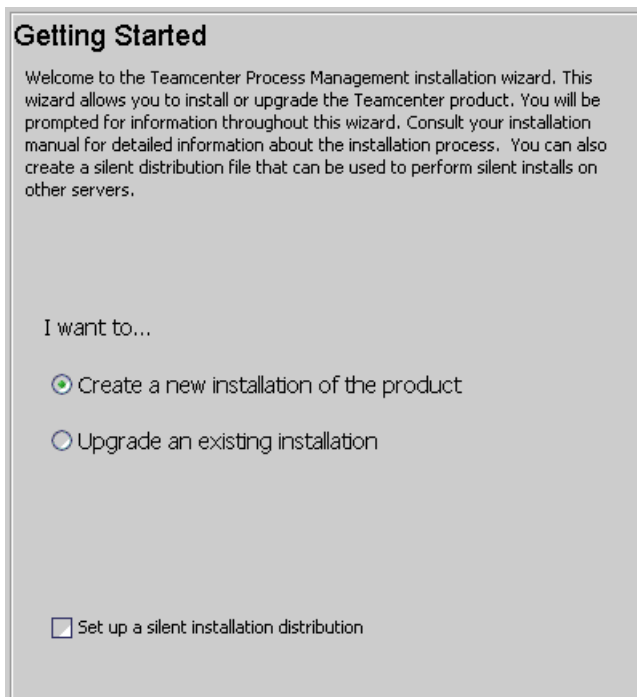 Getting Started
Welcome to the Teamcenter Process Management installation wizard. This
wizard allows you to install or upgrade the Teamcenter product. You will be
prompted for information throughout this wizard. Consult your installation
manual for detailed information about the installation process. You can also
create a silent distribution file that can be used to perform silent installs on
other servers.
I want to...
Create a new installation of the product
Upgrade an existing installation
Set up a silent installation distribution